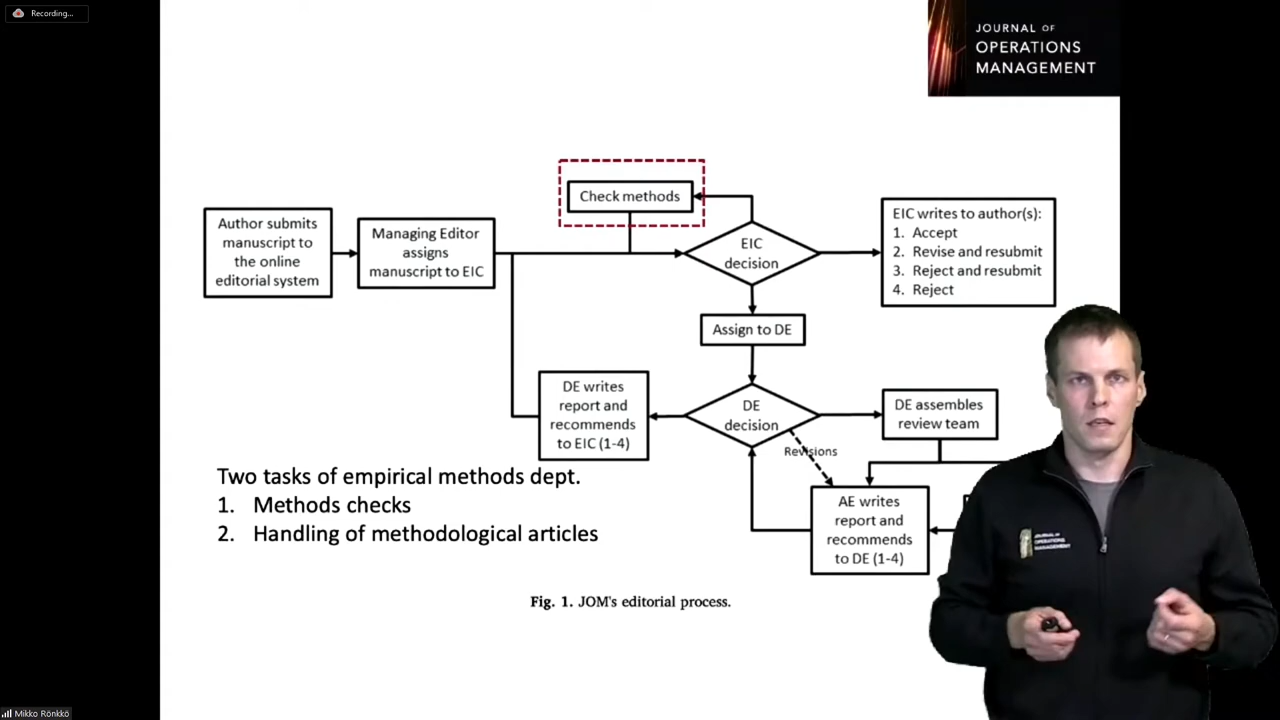 Recording...
JOURNAL OF
OPERATIONS
MANAGEMENT
Check methods
Author submits
manuscript to
the online
editorial system
Managing Editor
assigns
manuscript to EIC
EIC
decision
EIC writes to author(s):
1. Accept
2. Revise and resubmit
3. Reject and resubmit
4. Reject
Assign to DE
DE writes
report and
recommends
to EIC (1-4)
DE
decision
Revisions
DE assembles
review team
AE writes
report and
recommends
to DE (1-4)
Two tasks of empirical methods dept.
1. Methods checks
2. Handling of methodological articles
Fig. 1. JOM's editorial process.
JOURNAL OF
OPERATIONS
MANAGEMENT
Mikko Rönkkö